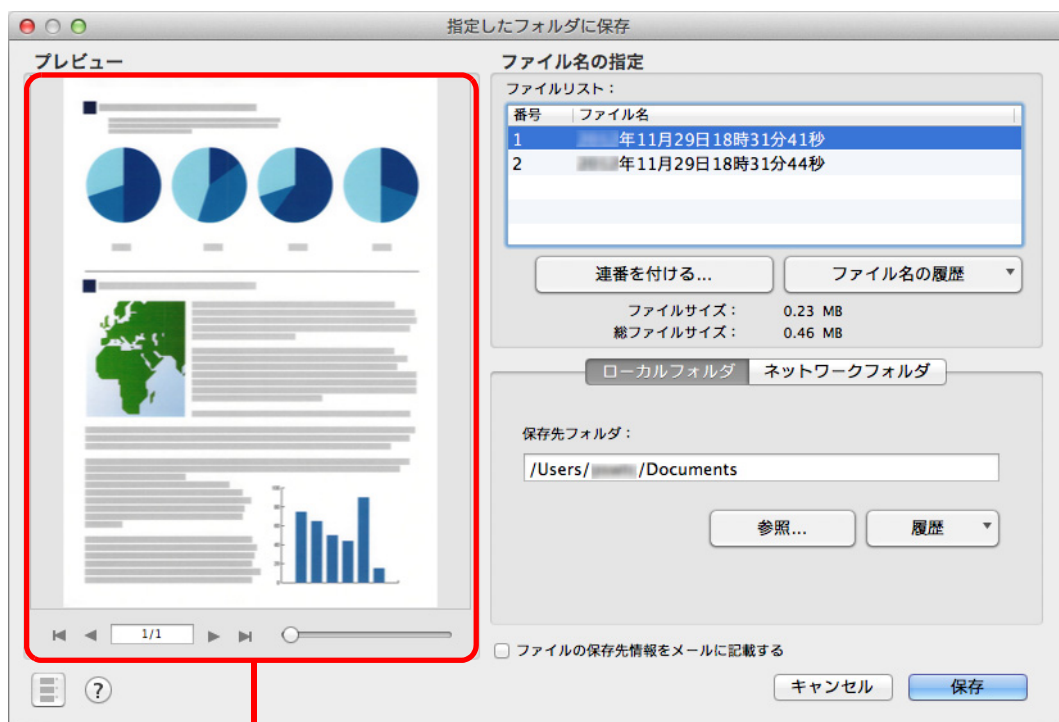 指定したフォルダに保存
プレビュー
1/1
?
ファイル名の指定
ファイルリスト：
番号 ファイル名
1 年11月29日18時31分41秒
2 年11月29日18時31分44秒
連番を付ける...
ファイル名の履歴
ファイルサイズ： 0.23 MB
総ファイルサイズ： 0.46 MB
ローカルフォルダ ネットワークフォルダ
保存先フォルダ：
/Users/ /Documents
参照...
履歴
ファイルの保存先情報をメールに記載する
キャンセル
保存